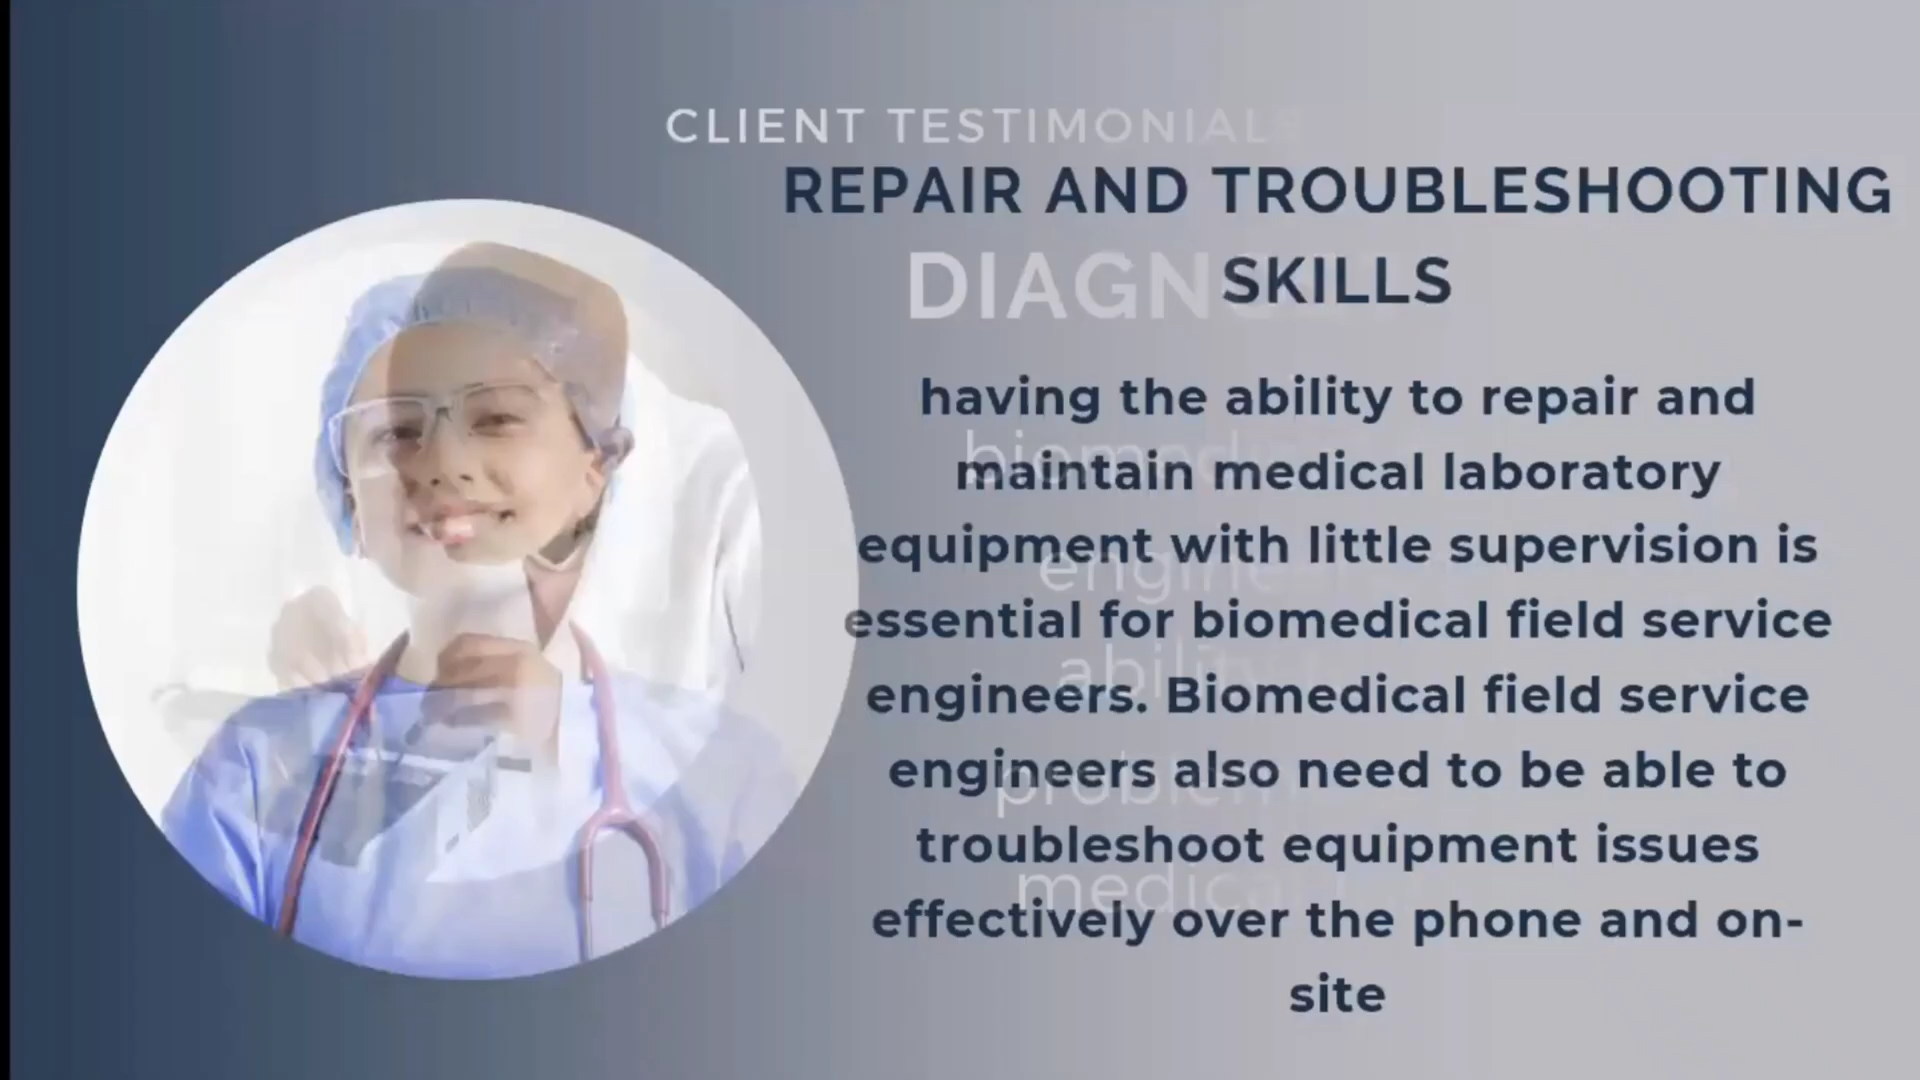 CLIENT TESTIMONIALS
REPAIR AND TROUBLESHOOTING
SKILLS
having the ability to repair and
maintain medical laboratory
equipment with little supervision is
essential for biomedical field service
engineers. Biomedical field service
engineers also need to be able to
troubleshoot equipment issues
effectively over the phone and on-
site